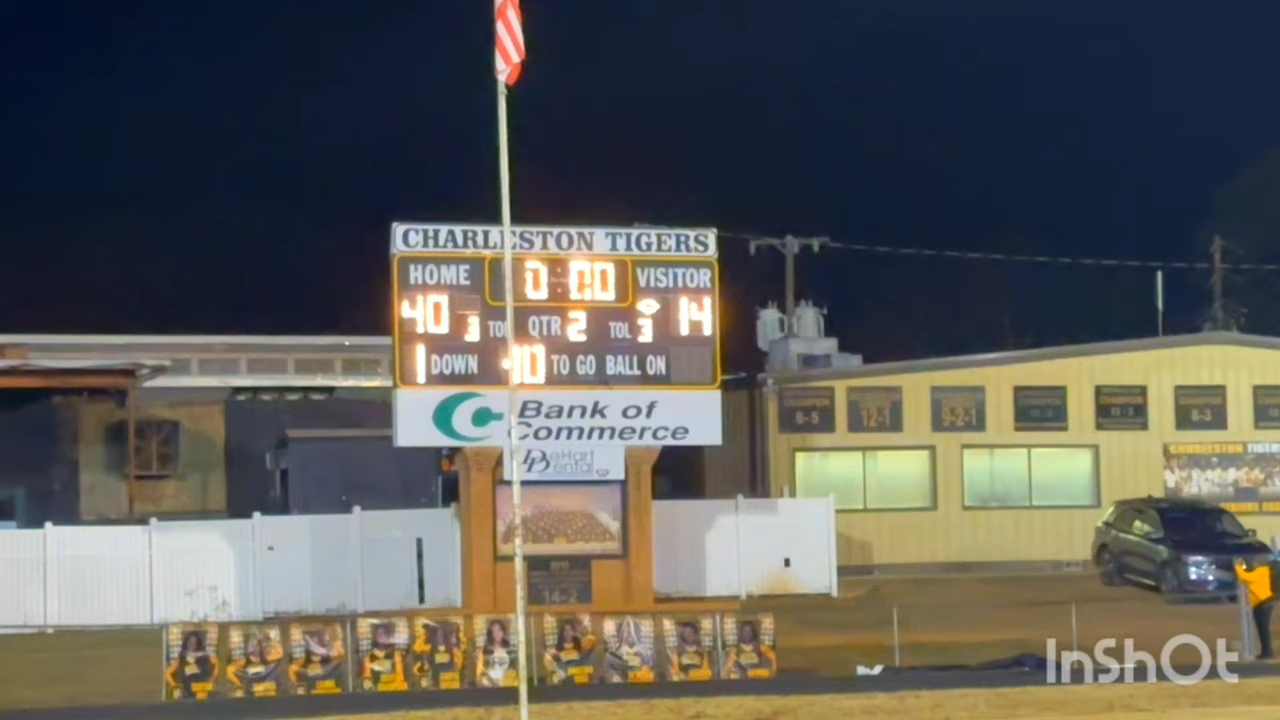 CHARLESTON TIGERS
HOME 0:00 VISITOR
40 3 TOL QTR 2 TOL 3 14
1 DOWN 10 TO GO BALL ON
Bank of
Commerce
DeHart
Dental
14-2
8-5
12-1
9-2-1
8-3
CHARLESTON TIGERS
InShOt